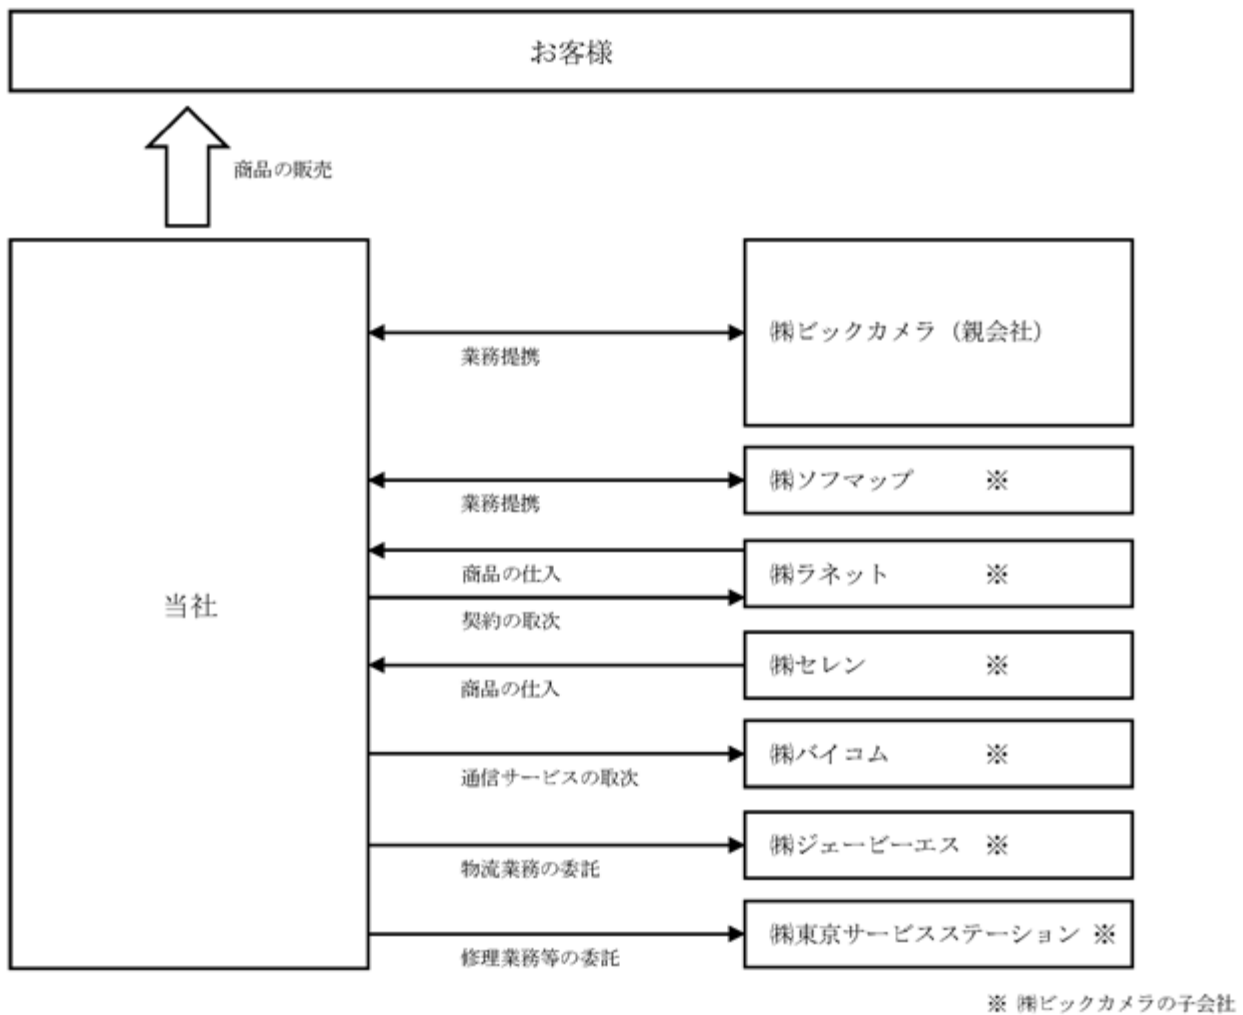 お客様
商品の販売
当社
業務提携
㈱ビックカメラ（親会社）
業務提携
㈱ソフマップ ※
商品の仕入
契約の取次
㈱ラネット ※
商品の仕入
㈱セレン ※
通信サービスの取次
㈱バイコム ※
物流業務の委託
㈱ジェービーエス ※
修理業務等の委託
㈱東京サービスステーション ※
※ ㈱ビックカメラの子会社